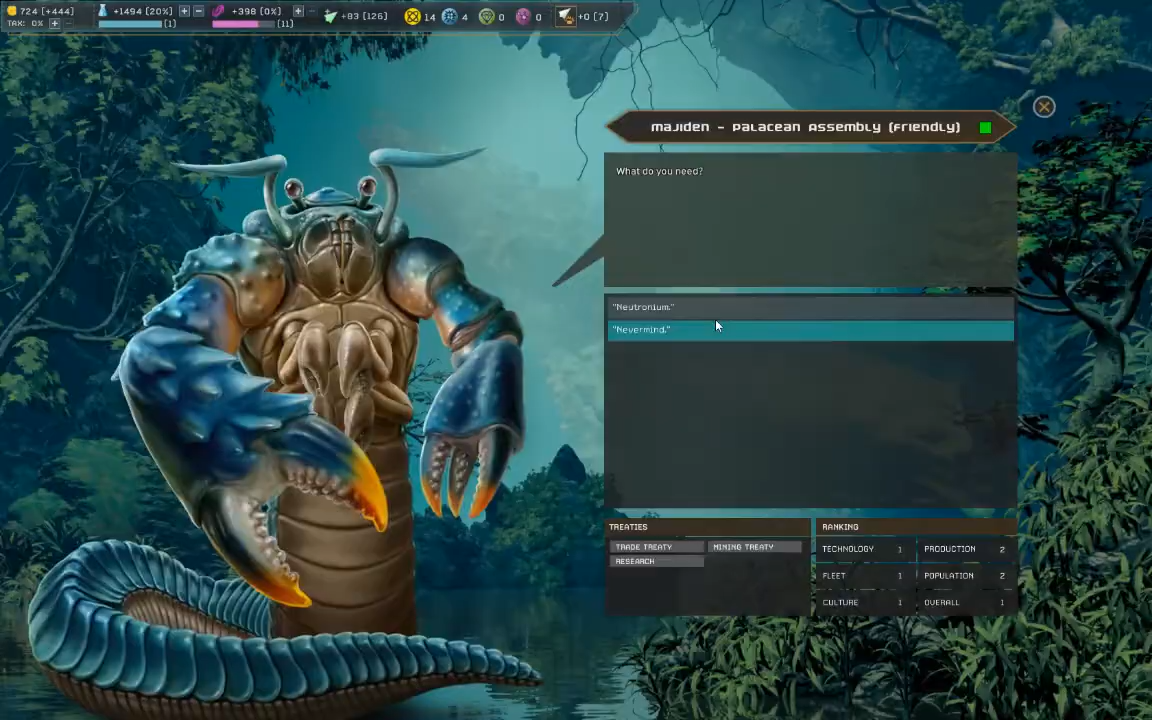 724 [+444] +1494 (20%) +398 (0%) +83 [126] 14 4 0 0 +0 [7]
TAX: 0% [1] [11]
MAJIDEN - PALACEAN ASSEMBLY (FRIENDLY)
What do you need?
"Neutronium."
"Nevermind."
TREATIES
TRADE TREATY MINING TREATY
RESEARCH
RANKING
TECHNOLOGY 1 PRODUCTION 2
FLEET 1 POPULATION 2
CULTURE 1 OVERALL 1